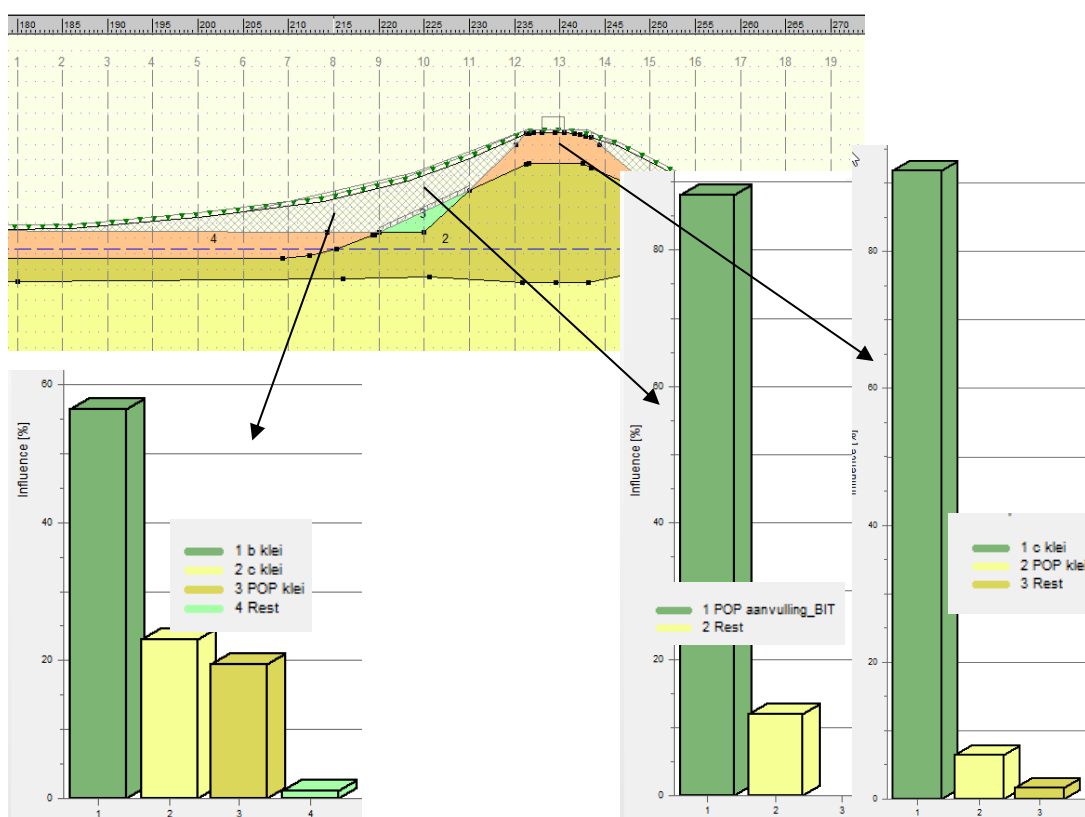 180 185 190 195 200 205 210 215 220 225 230 235 240 245 250 255 260 265 270
1 2 3 4 5 6 7 8 9 10 11 12 13 14 15 16 17 18 19
3
4 2
60
Influence [%]
40
1 b klei
2 c klei
3 POP klei
4 Rest
20
0
1 2 3 4
80
60
Influence [%]
40
1 POP aanvulling_BIT
2 Rest
20
0
1 2 3
80
60
Influence [%]
40
1 c klei
2 POP klei
3 Rest
20
0
1 2 3